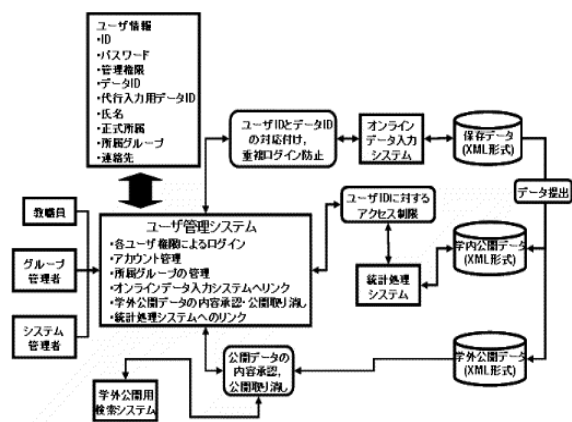 ユーザ情報
・ID
・パスワード
・管理権限
・データID
・代行入力用データID
・氏名
・正式所属
・所属グループ
・連絡先
ユーザIDとデータID
の対応付け,
重複ログイン防止
オンライン
データ入力
システム
保存データ
(XML形式)
データ提出
教職員
グループ
管理者
システム
管理者
ユーザ管理システム
・各ユーザ権限によるログイン
・アカウント管理
・所属グループの管理
・オンラインデータ入力システムへリンク
・学外公開データの内容承認・公開取り消し
・統計処理システムへのリンク
ユーザIDに対する
アクセス制限
統計処理
システム
学内公開データ
(XML形式)
公開データの
内容承認,
公開取り消し
学外公開データ
(XML形式)
学外公開用
検索システム